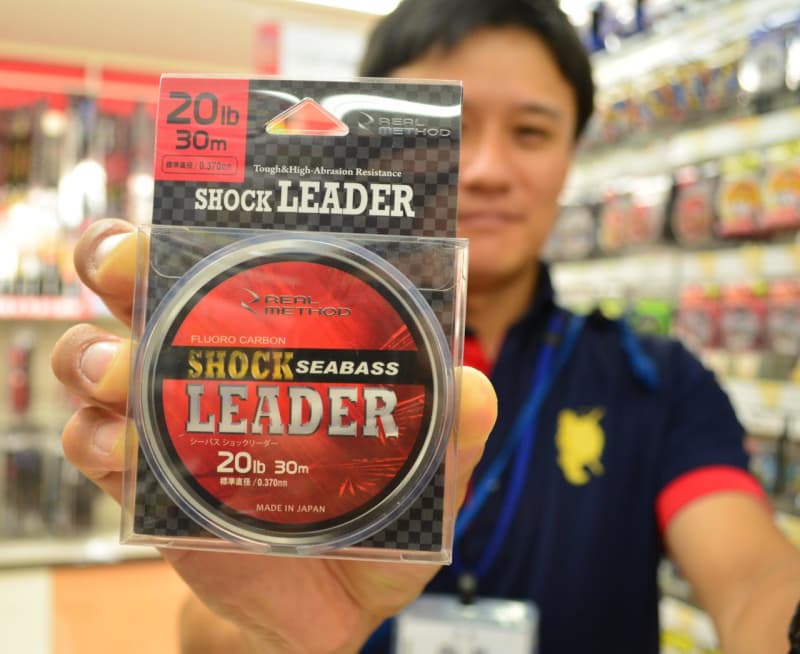 20lb
30m
標準直径/0.370mm
REAL
METHOD
Tough&High-Abrasion Resistance
SHOCK LEADER
REAL
METHOD
FLUORO CARBON
SHOCK SEABASS
LEADER
シーバス ショックリーダー
20lb 30m
標準直径/0.370mm
MADE IN JAPAN